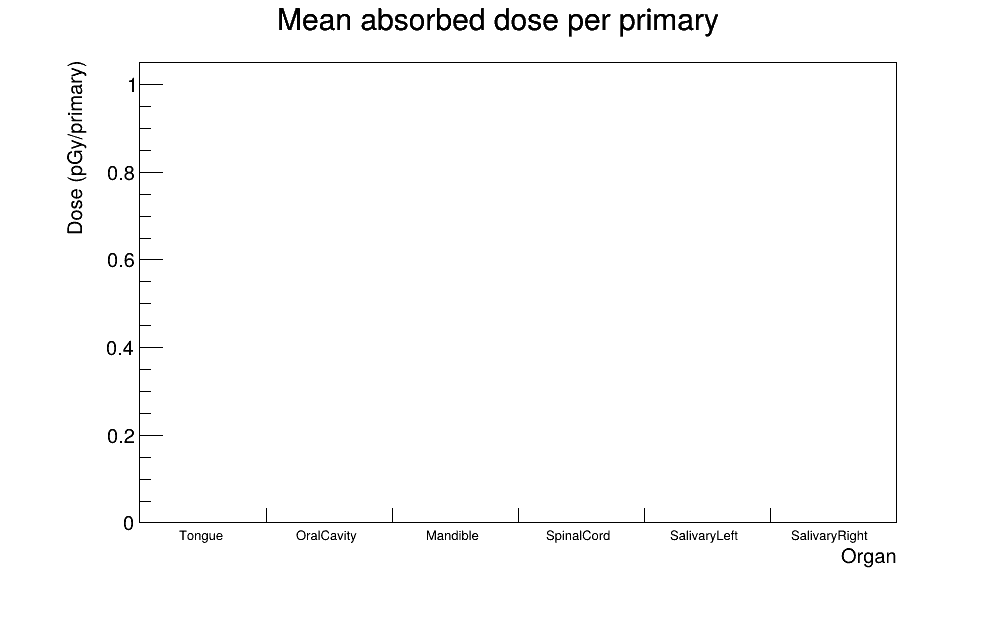 Mean absorbed dose per primary
Dose (pGy/primary)
1
0.8
0.6
0.4
0.2
0
Tongue OralCavity Mandible SpinalCord SalivaryLeft SalivaryRight
Organ